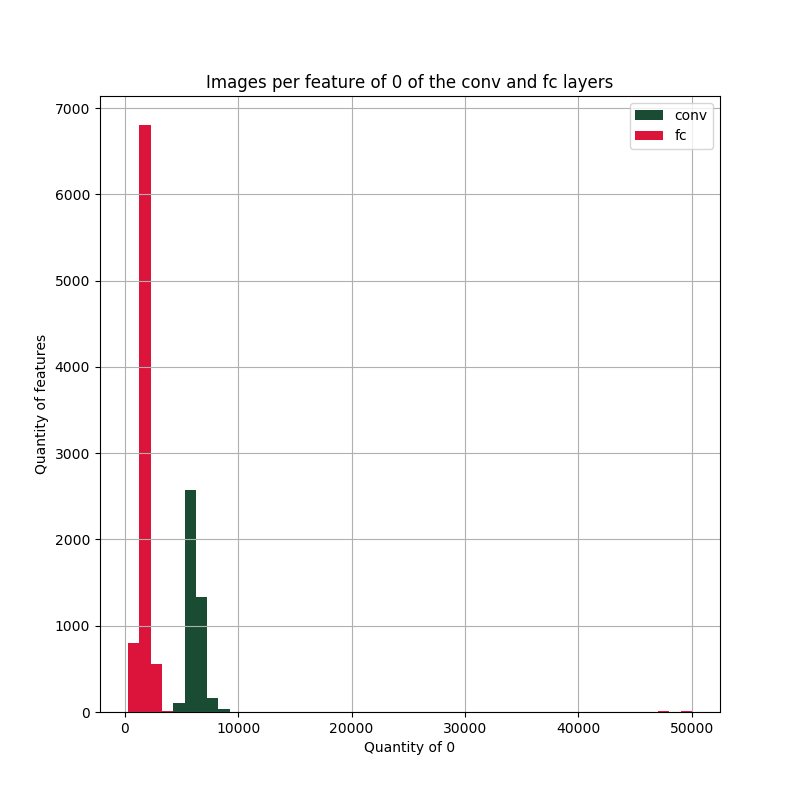 Images per feature of 0 of the conv and fc layers
conv
fc
7000
6000
5000
4000
3000
2000
1000
0
Quantity of features
0
10000
20000
30000
40000
50000
Quantity of 0